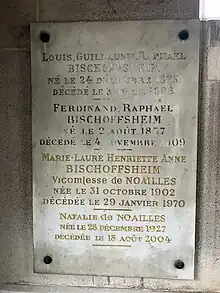 LOUIS, GUILLAUME, RAPHAEL
BISCHOFFSHEIM
NÉ LE
DÉCÉDÉ LE
FERDINAND RAPHAEL
BISCHOFFSHEIM
NÉ LE 2 AOÛT
DÉCÉDÉ LE 4 NOVEMBRE 1909
MARIE-LAURE HENRIETTE ANNE
BISCHOFFSHEIM
VICOMTESSE DE NOAILLES
NÉE LE 31 OCTOBRE 1902
DÉCÉDÉE LE 29 JANVIER 1970
NATALIE DE NOAILLES
NÉE LE 28 DÉCEMBRE 1927
DÉCÉDÉE LE 18 AOÛT 2004